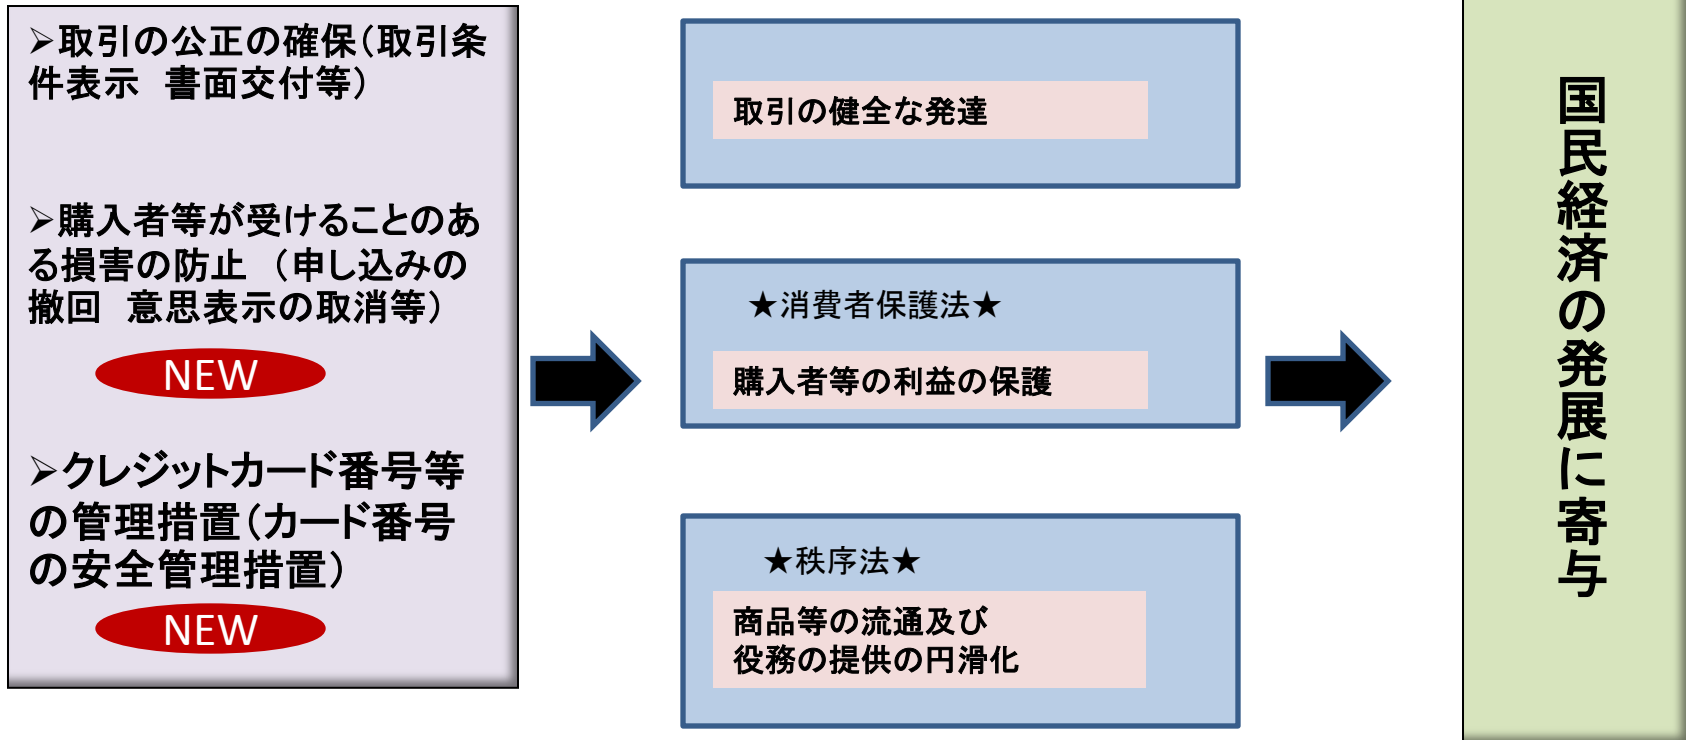 ➢取引の公正の確保(取引条
件表示　書面交付等)
➢購入者等が受けることのあ
る損害の防止　(申し込みの
撤回　意思表示の取消等)
NEW
➢クレジットカード番号等
の管理措置(カード番号
の安全管理措置)
NEW
取引の健全な発達
★消費者保護法★
購入者等の利益の保護
★秩序法★
商品等の流通及び
役務の提供の円滑化
国民経済の発展に寄与